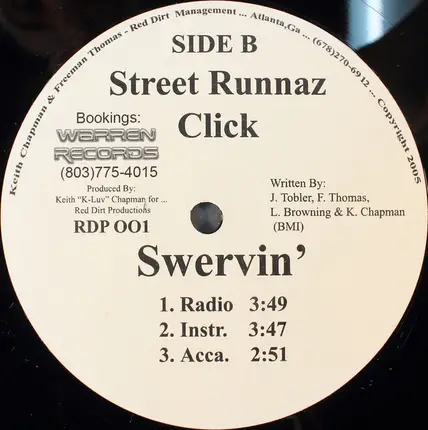 Keith Chapman & Freeman Thomas - Red Dirt Management ... Atlanta,Ga ... (678)270-6912 ... Copyright 2005
SIDE B
Street Runnaz
Click
Bookings:
WARREN
RECORDS
(803)775-4015
Produced By:
Keith "K-Luv" Chapman for ...
Red Dirt Productions
RDP OO1
Written By:
J. Tobler, F. Thomas,
L. Browning & K. Chapman
(BMI)
Swervin'
1. Radio 3:49
2. Instr. 3:47
3. Acca. 2:51